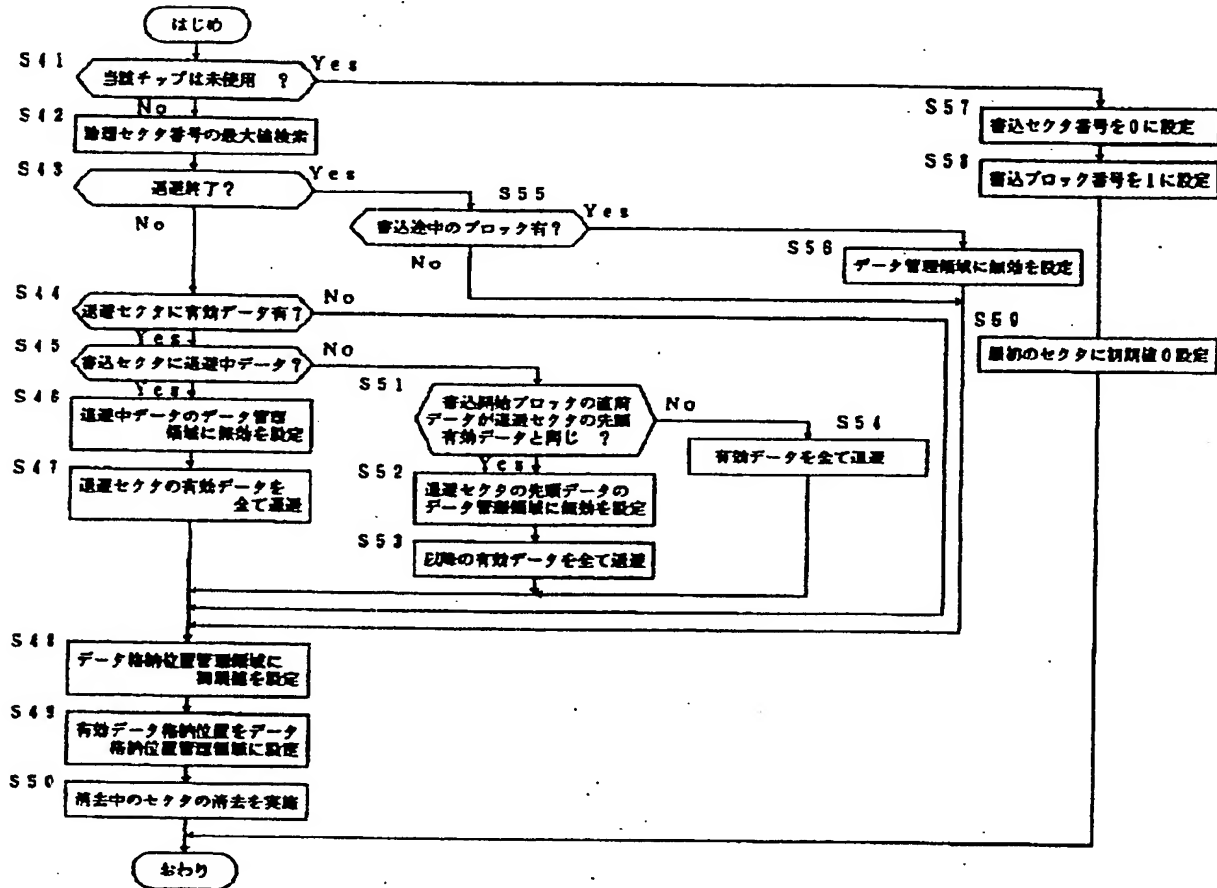 はじめ
S41
Yes
当該チップは未使用 ?
No
S42
論理セクタ番号の最大値検索
S43
Yes
退避終了?
No
S55
Yes
書込途中のブロック有?
No
S56
データ管理領域に無効を設定
S57
書込セクタ番号を0に設定
S58
書込ブロック番号を1に設定
S59
最初のセクタに初期値0設定
S44
No
退避セクタに有効データ有?
Yes
S45
No
書込セクタに退避中データ?
Yes
S46
退避中データのデータ管理
領域に無効を設定
S47
退避セクタの有効データを
全て退避
S51
書込開始ブロックの直前
データが退避セクタの先頭
有効データと同じ ?
No
Yes
S54
有効データを全て退避
S52
退避セクタの先頭データの
データ管理領域に無効を設定
S53
以降の有効データを全て退避
S48
データ格納位置管理領域に
初期値を設定
S49
有効データ格納位置をデータ
格納位置管理領域に設定
S50
消去中のセクタの消去を実施
おわり